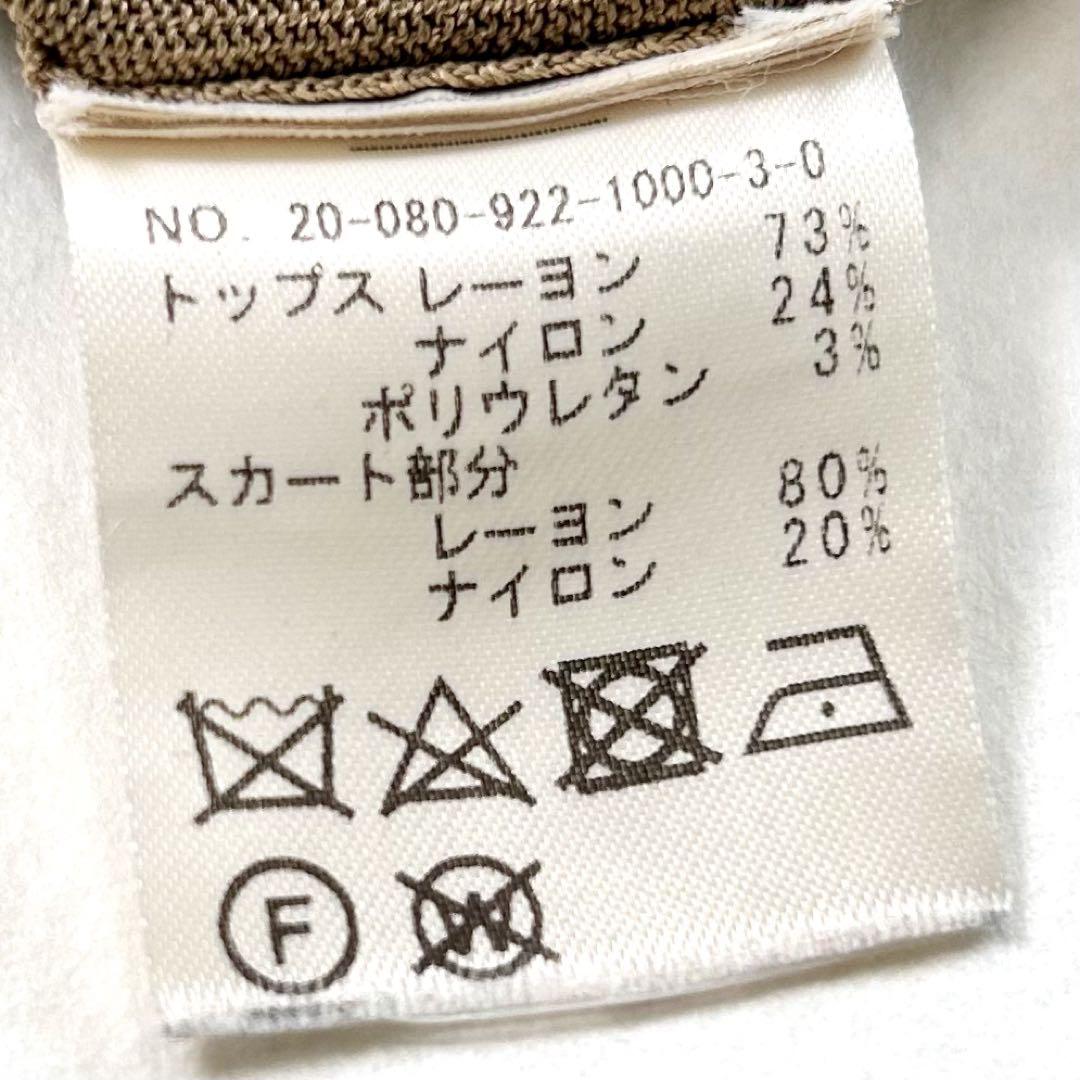 NO. 20-080-922-1000-3-0
トップス レーヨン 73%
ナイロン 24%
ポリウレタン 3%
スカート部分
レーヨン 80%
ナイロン 20%
F W